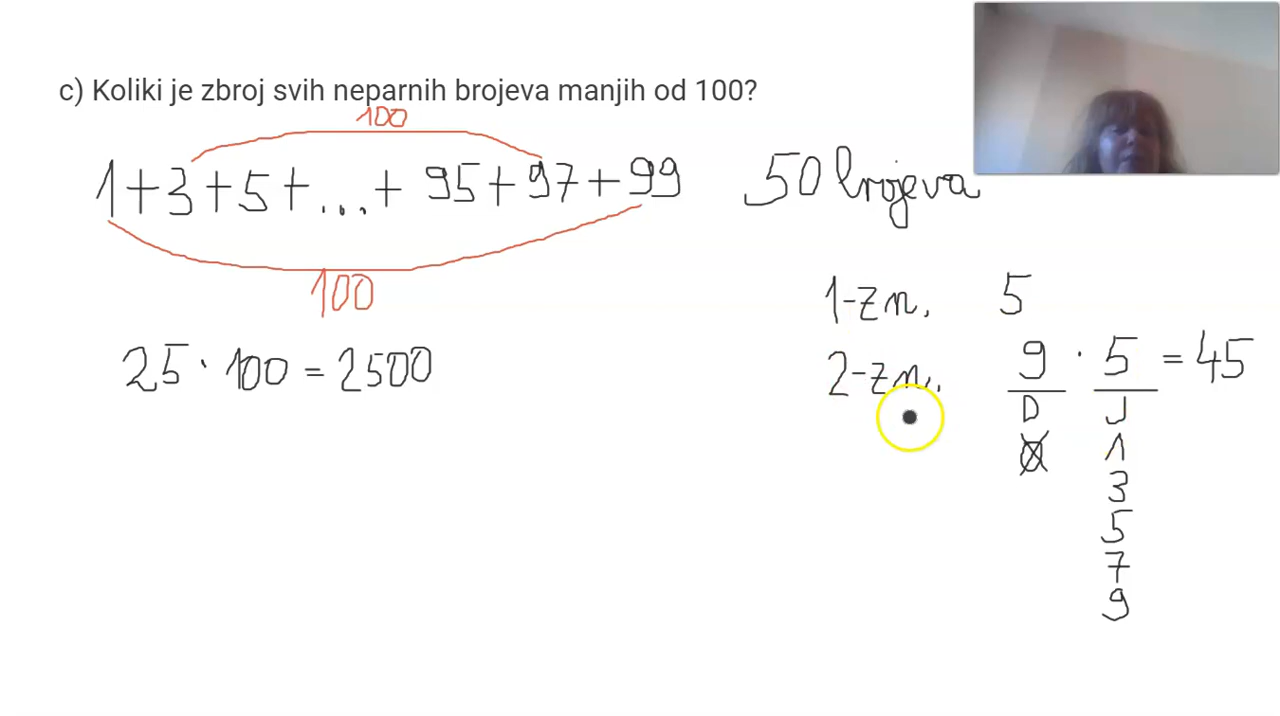 c) Koliki je zbroj svih neparnih brojeva manjih od 100?
100
1+3+5+...+ 95+97+99 50 brojeva
100
1-zn. 5
25 · 100 = 2500
2-zn. 9 · 5 = 45
D J
0 1
3
5
7
9